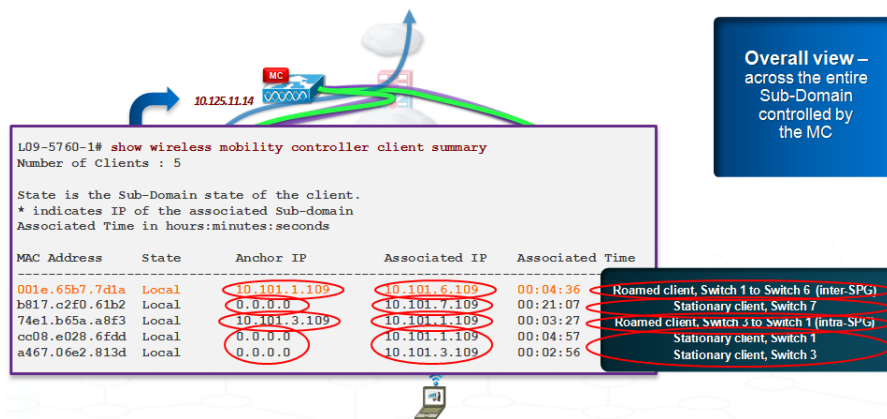 Overall view –
across the entire
Sub-Domain
controlled by
the MC
MC
10.125.11.14
L09-5760-1# show wireless mobility controller client summary
Number of Clients : 5
State is the Sub-Domain state of the client.
* indicates IP of the associated Sub-domain
Associated Time in hours:minutes:seconds
MAC Address State Anchor IP Associated IP Associated Time
--------------------------------------------------------------------------------
001e.65b7.7d1a Local 10.101.1.109 10.101.6.109 00:04:36 Roamed client, Switch 1 to Switch 6 (inter-SPG)
b817.c2f0.61b2 Local 0.0.0.0 10.101.7.109 00:21:07 Stationary client, Switch 7
74e1.b65a.a8f3 Local 10.101.3.109 10.101.1.109 00:03:27 Roamed client, Switch 3 to Switch 1 (intra-SPG)
cc08.e028.6fdd Local 0.0.0.0 10.101.1.109 00:04:57 Stationary client, Switch 1
a467.06e2.813d Local 0.0.0.0 10.101.3.109 00:02:56 Stationary client, Switch 3